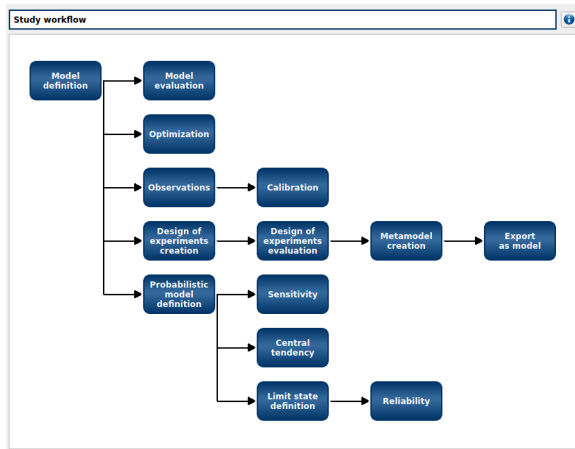 Study workflow
Model
definition
Model
evaluation
Optimization
Observations
Calibration
Design of
experiments
creation
Design of
experiments
evaluation
Metamodel
creation
Export
as model
Probabilistic
model
definition
Sensitivity
Central
tendency
Limit state
definition
Reliability